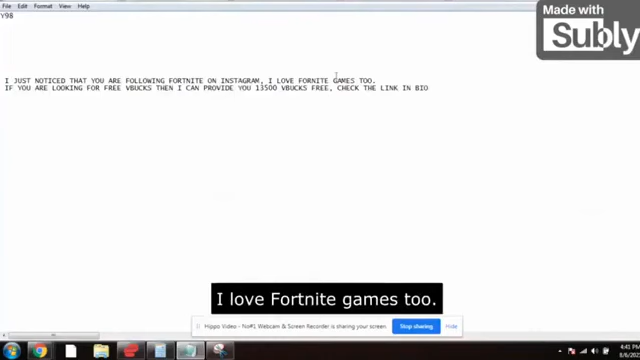 File Edit Format View Help
Y98
Made with
Subly
I JUST NOTICED THAT YOU ARE FOLLOWING FORTNITE ON INSTAGRAM, I LOVE FORNITE GAMES TOO.
IF YOU ARE LOOKING FOR FREE VBUCKS THEN I CAN PROVIDE YOU 13500 VBUCKS FREE, CHECK THE LINK IN BIO
I love Fortnite games too.
Hippo Video - No#1 Webcam & Screen Recorder is sharing your screen.
Stop sharing
Hide
4:41 PM